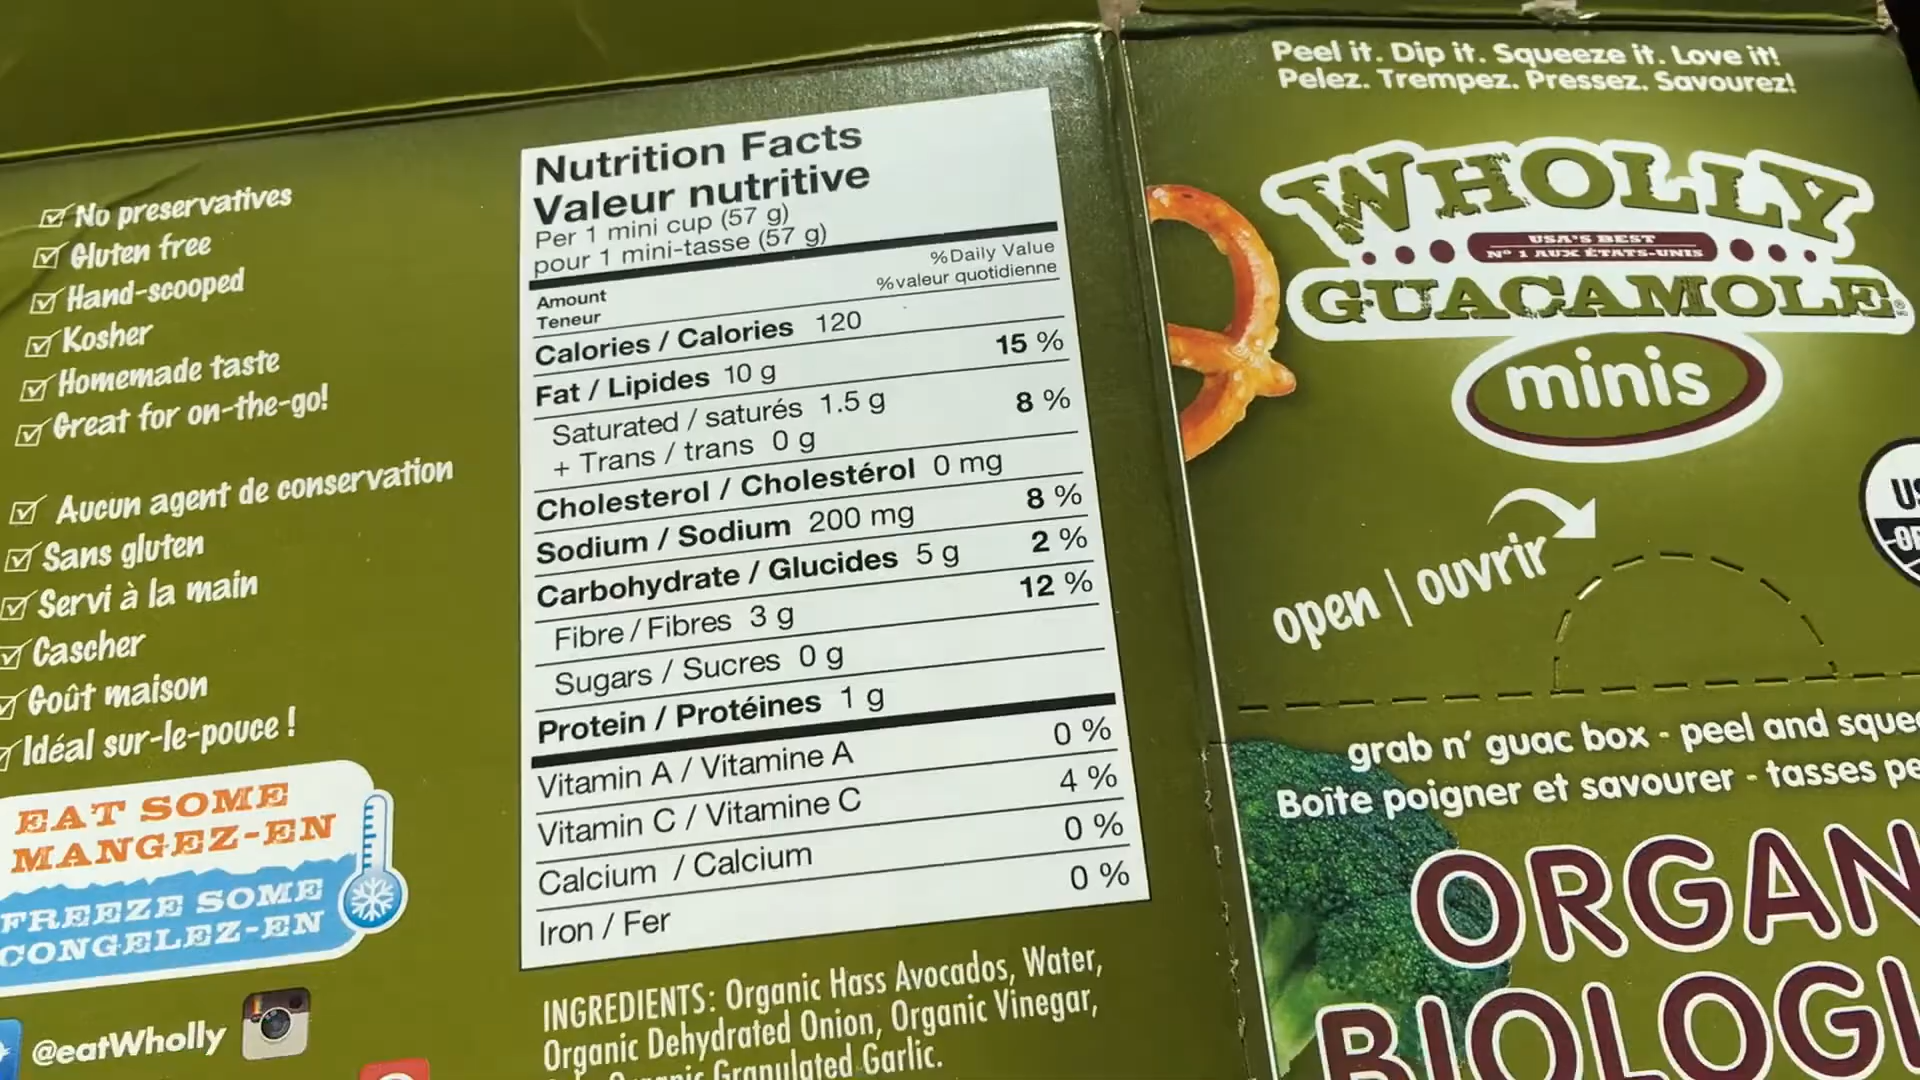 No preservatives
Gluten free
Hand-scooped
Kosher
Homemade taste
Great for on-the-go!
Aucun agent de conservation
Sans gluten
Servi à la main
Cascher
Goût maison
Idéal sur-le-pouce !
EAT SOME
MANGEZ-EN
FREEZE SOME
CONGELEZ-EN
@eatWholly
Nutrition Facts
Valeur nutritive
Per 1 mini cup (57 g)
pour 1 mini-tasse (57 g)
Amount % Daily Value
Teneur % valeur quotidienne
Calories / Calories 120
Fat / Lipides 10 g 15 %
Saturated / saturés 1.5 g 8 %
+ Trans / trans 0 g
Cholesterol / Cholestérol 0 mg
Sodium / Sodium 200 mg 8 %
Carbohydrate / Glucides 5 g 2 %
Fibre / Fibres 3 g 12 %
Sugars / Sucres 0 g
Protein / Protéines 1 g
Vitamin A / Vitamine A 0 %
Vitamin C / Vitamine C 4 %
Calcium / Calcium 0 %
Iron / Fer 0 %
INGREDIENTS: Organic Hass Avocados, Water,
Organic Dehydrated Onion, Organic Vinegar,
Granulated Garlic.
Peel it. Dip it. Squeeze it. Love it!
Pelez. Trempez. Pressez. Savourez!
WHOLLY
USA'S BEST
Nº 1 AUX ÉTATS-UNIS
GUACAMOLE®
minis
open | ouvrir
grab n' guac box - peel and squee
Boîte poigner et savourer - tasses pe
ORGAN
BIOLOGI